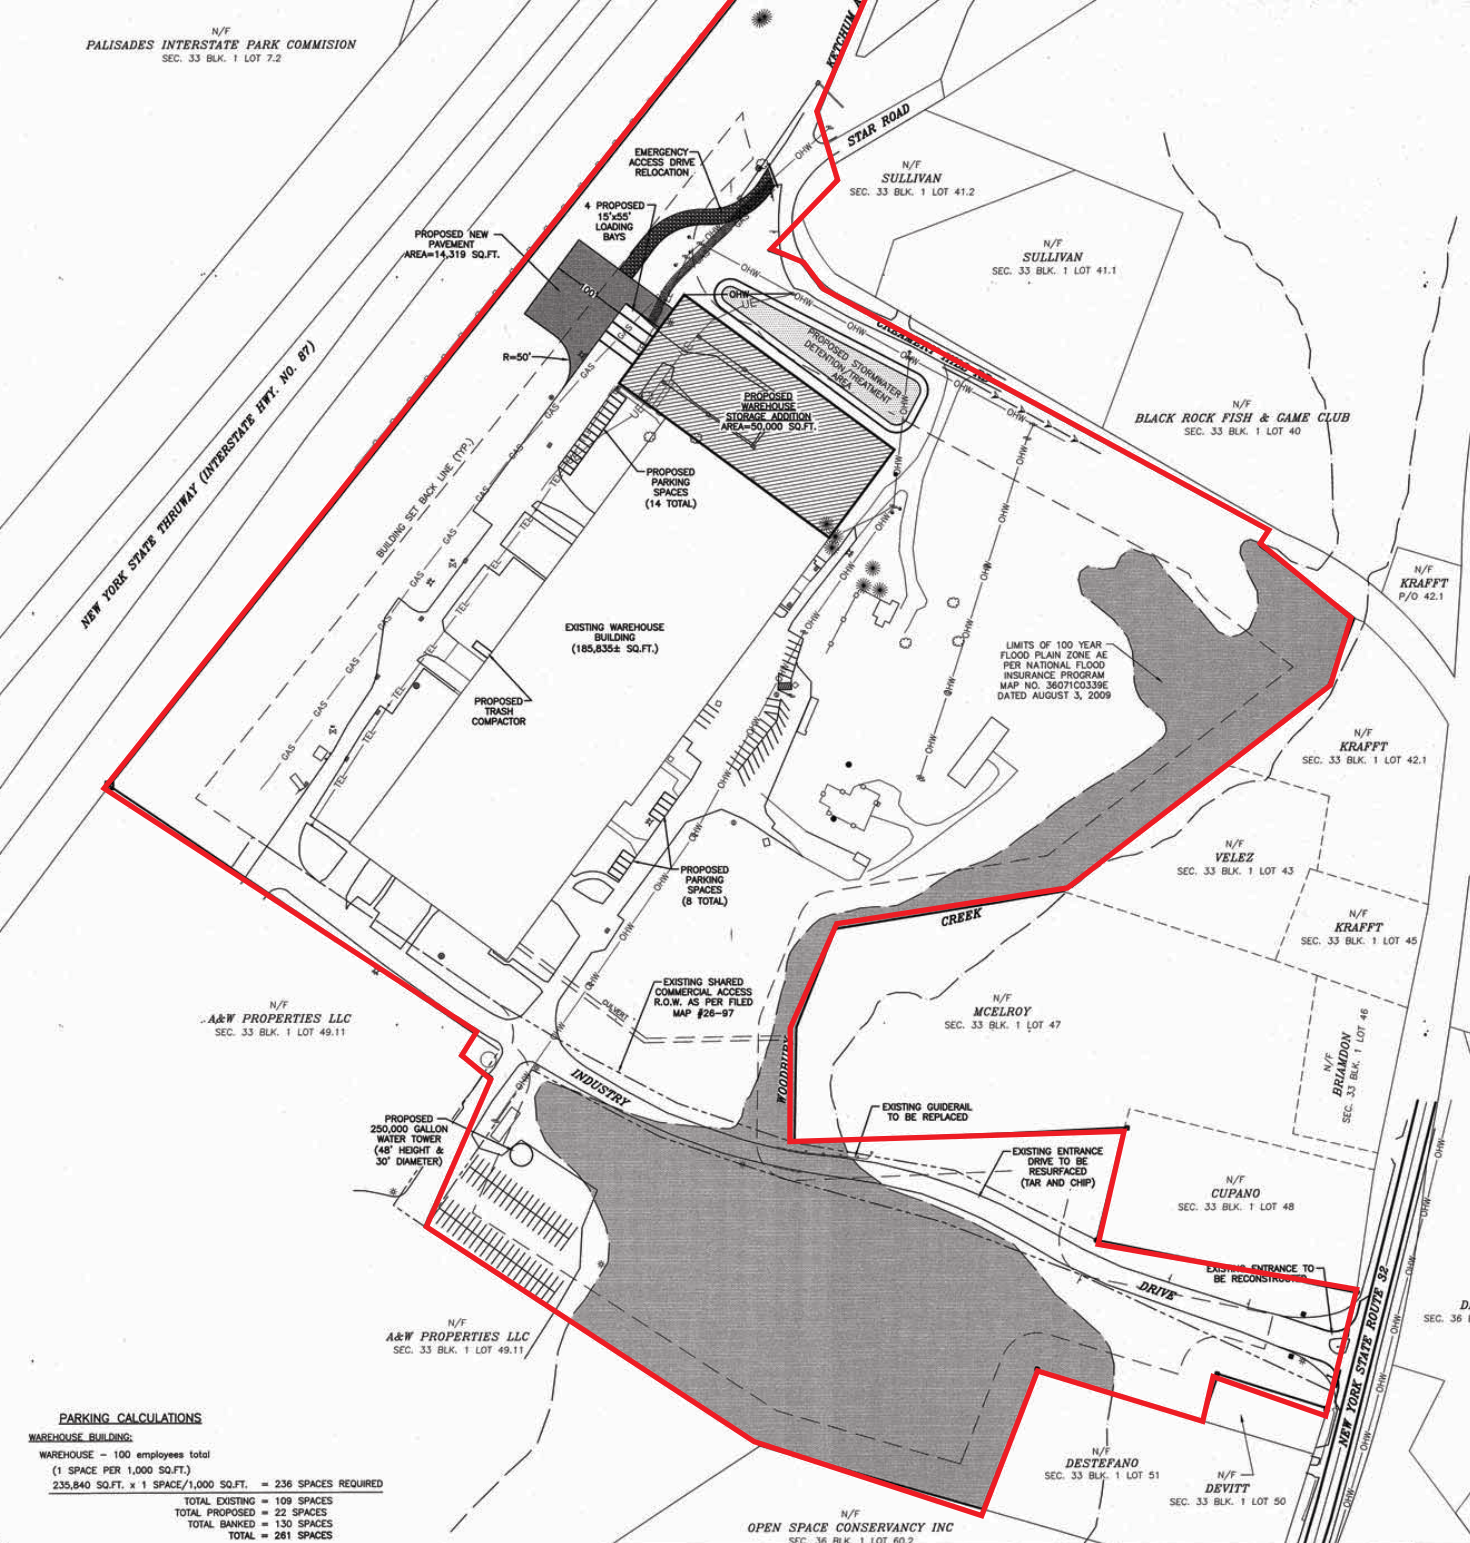 N/F
PALISADES INTERSTATE PARK COMMISION
SEC. 33 BLK. 1 LOT 7.2
STAR ROAD
N/F
SULLIVAN
SEC. 33 BLK. 1 LOT 41.2
EMERGENCY
ACCESS DRIVE
RELOCATION
4 PROPOSED
15'x55'
LOADING
BAYS
PROPOSED NEW
PAVEMENT
AREA=14,319 SQ.FT.
N/F
SULLIVAN
SEC. 33 BLK. 1 LOT 41.1
100'
R=50'
PROPOSED STORMWATER
DETENTION/TREATMENT
AREA
PROPOSED
WAREHOUSE
STORAGE ADDITION
AREA=50,000 SQ.FT.
N/F
BLACK ROCK FISH & GAME CLUB
SEC. 33 BLK. 1 LOT 40
NEW YORK STATE THRUWAY (INTERSTATE HWY. NO. 87)
BUILDING SET BACK LINE (TYP.)
PROPOSED
PARKING
SPACES
(14 TOTAL)
N/F
KRAFFT
P/O 42.1
EXISTING WAREHOUSE
BUILDING
(185,835± SQ.FT.)
LIMITS OF 100 YEAR
FLOOD PLAIN ZONE AE
PER NATIONAL FLOOD
INSURANCE PROGRAM
MAP NO. 36071C0339E
DATED AUGUST 3, 2009
PROPOSED
TRASH
COMPACTOR
N/F
KRAFFT
SEC. 33 BLK. 1 LOT 42.1
N/F
VELEZ
SEC. 33 BLK. 1 LOT 43
PROPOSED
PARKING
SPACES
(8 TOTAL)
CREEK
N/F
KRAFFT
SEC. 33 BLK. 1 LOT 45
EXISTING SHARED
COMMERCIAL ACCESS
R.O.W. AS PER FILED
MAP #26-97
CULVERT
N/F
A&W PROPERTIES LLC
SEC. 33 BLK. 1 LOT 49.11
N/F
MCELROY
SEC. 33 BLK. 1 LOT 47
N/F
BRIAMDON
SEC. 33 BLK. 1 LOT 46
WOODBURY
INDUSTRY
EXISTING GUIDERAIL
TO BE REPLACED
PROPOSED
250,000 GALLON
WATER TOWER
(48' HEIGHT &
30' DIAMETER)
EXISTING ENTRANCE
DRIVE TO BE
RESURFACED
(TAR AND CHIP)
N/F
CUPANO
SEC. 33 BLK. 1 LOT 48
EXISTING ENTRANCE TO
BE RECONSTRUCTED
DRIVE
NEW YORK STATE ROUTE 32
N/F
A&W PROPERTIES LLC
SEC. 33 BLK. 1 LOT 49.11
PARKING CALCULATIONS
WAREHOUSE BUILDING:
WAREHOUSE - 100 employees total
(1 SPACE PER 1,000 SQ.FT.)
235,840 SQ.FT. x 1 SPACE/1,000 SQ.FT. = 236 SPACES REQUIRED
TOTAL EXISTING = 109 SPACES
TOTAL PROPOSED = 22 SPACES
TOTAL BANKED = 130 SPACES
TOTAL = 261 SPACES
N/F
DESTEFANO
SEC. 33 BLK. 1 LOT 51
N/F
DEVITT
SEC. 33 BLK. 1 LOT 50
N/F
OPEN SPACE CONSERVANCY INC
SEC. 36 BLK. 1 LOT 60.2